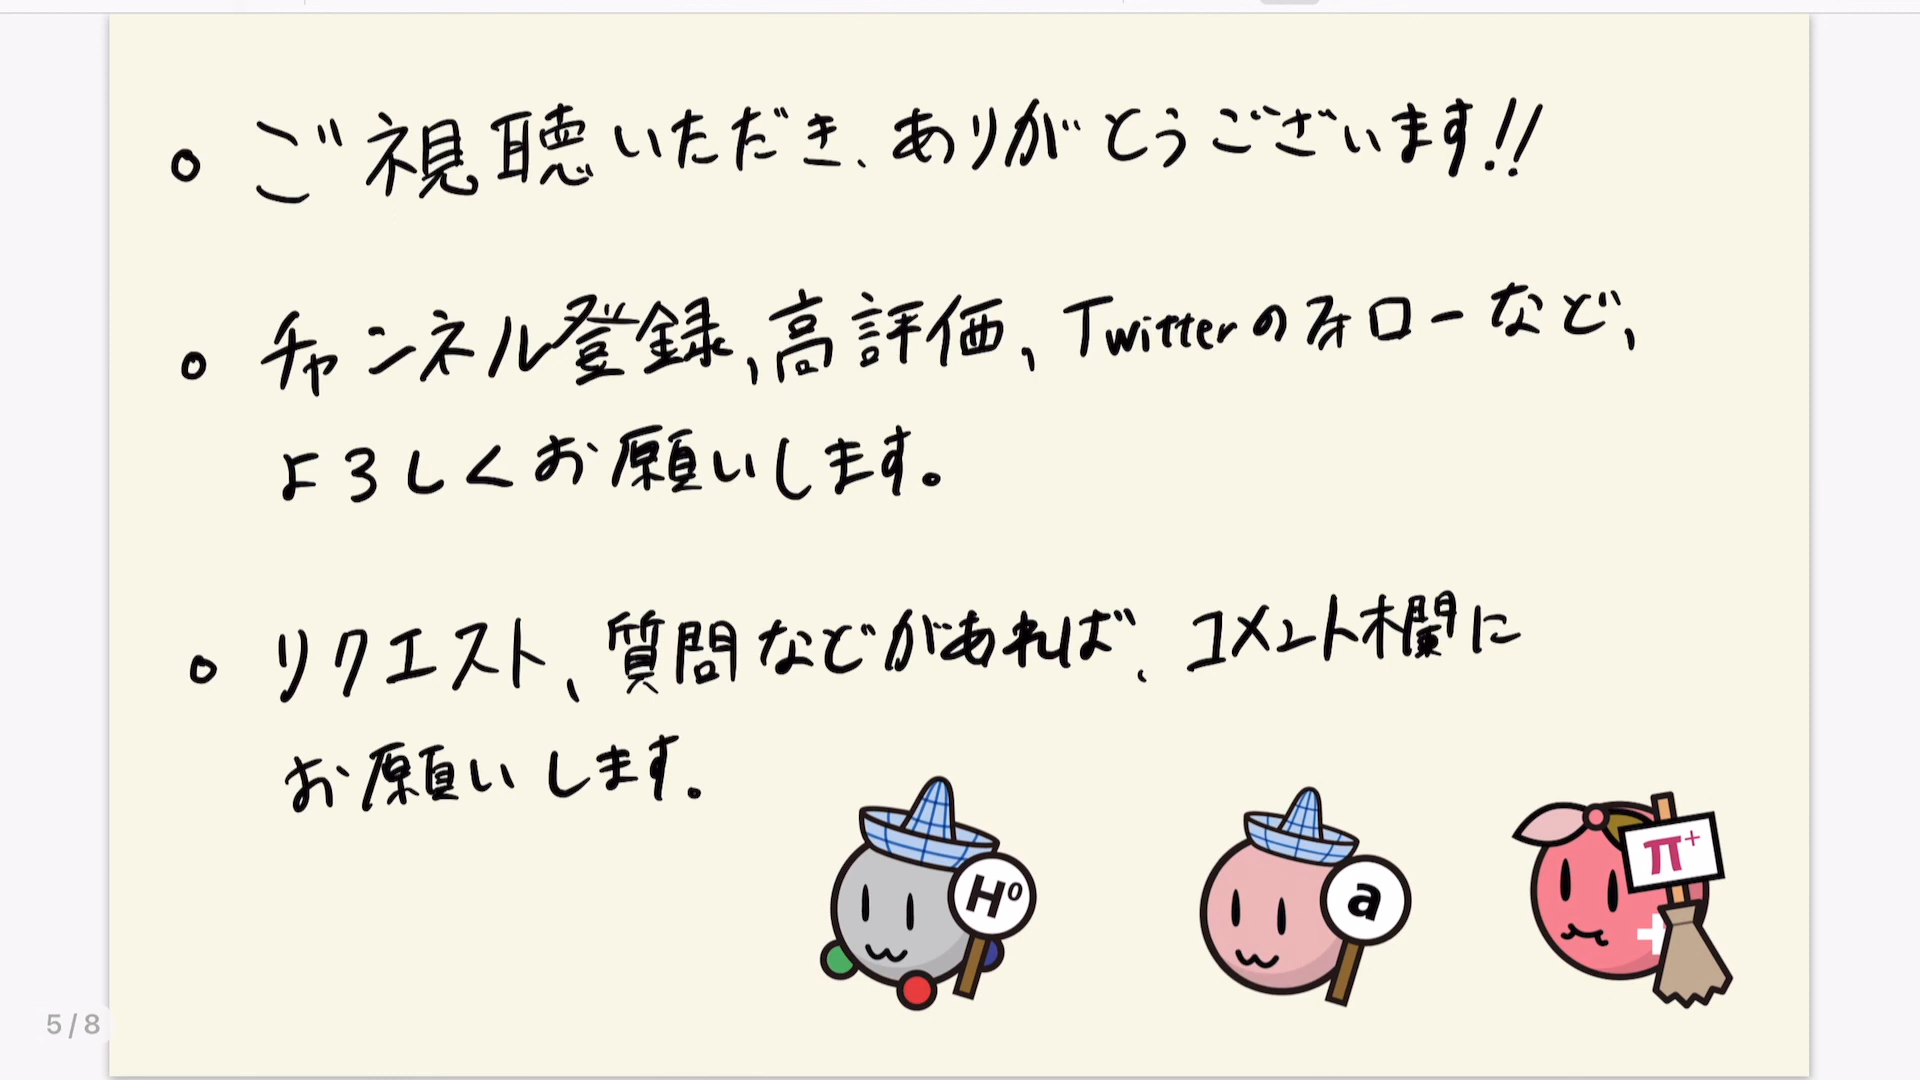 。ご視聴いただき、ありがとうございます!!
。チャンネル登録、高評価、Twitterのフォローなど、
よろしくお願いします。
。リクエスト、質問などがあれば、コメント欄に
お願いします。
H⁰
a
π⁺
+
5/8